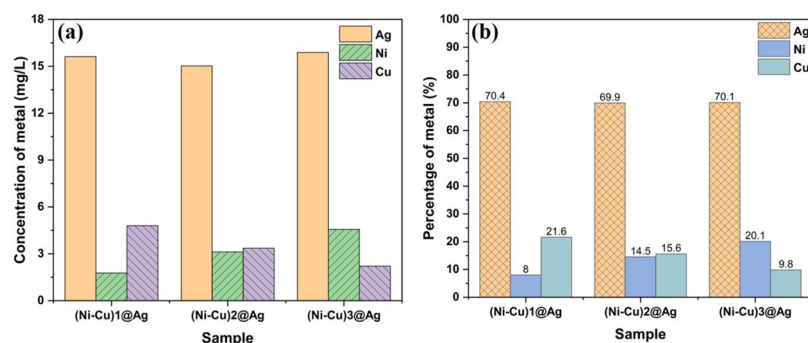 (a)
Concentration of metal (mg/L)
18
15
12
9
6
3
0
Ag
Ni
Cu
(Ni-Cu)1@Ag (Ni-Cu)2@Ag (Ni-Cu)3@Ag
Sample
(b)
Percentage of metal (%)
100
90
80
70
60
50
40
30
20
10
0
Ag
Ni
Cu
70.4 69.9 70.1
8 21.6 14.5 15.6 20.1 9.8
(Ni-Cu)1@Ag (Ni-Cu)2@Ag (Ni-Cu)3@Ag
Sample